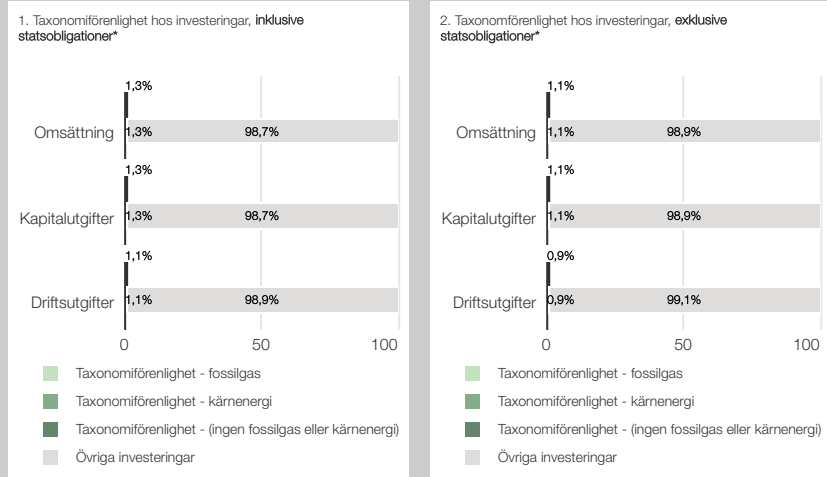 1. Taxonomiförenlighet hos investeringar, inklusive
statsobligationer*
1,3%
Omsättning 1,3% 98,7%
1,3%
Kapitalutgifter 1,3% 98,7%
1,1%
Driftsutgifter 1,1% 98,9%
0 50 100
Taxonomiförenlighet - fossilgas
Taxonomiförenlighet - kärnenergi
Taxonomiförenlighet - (ingen fossilgas eller kärnenergi)
Övriga investeringar
2. Taxonomförenlighet hos investeringar, exklusive
statsobligationer*
1,1%
Omsättning 1,1% 98,9%
1,1%
Kapitalutgifter 1,1% 98,9%
0,9%
Driftsutgifter 0,9% 99,1%
0 50 100
Taxonomiförenlighet - fossilgas
Taxonomiförenlighet - kärnenergi
Taxonomiförenlighet - (ingen fossilgas eller kärnenergi)
Övriga investeringar